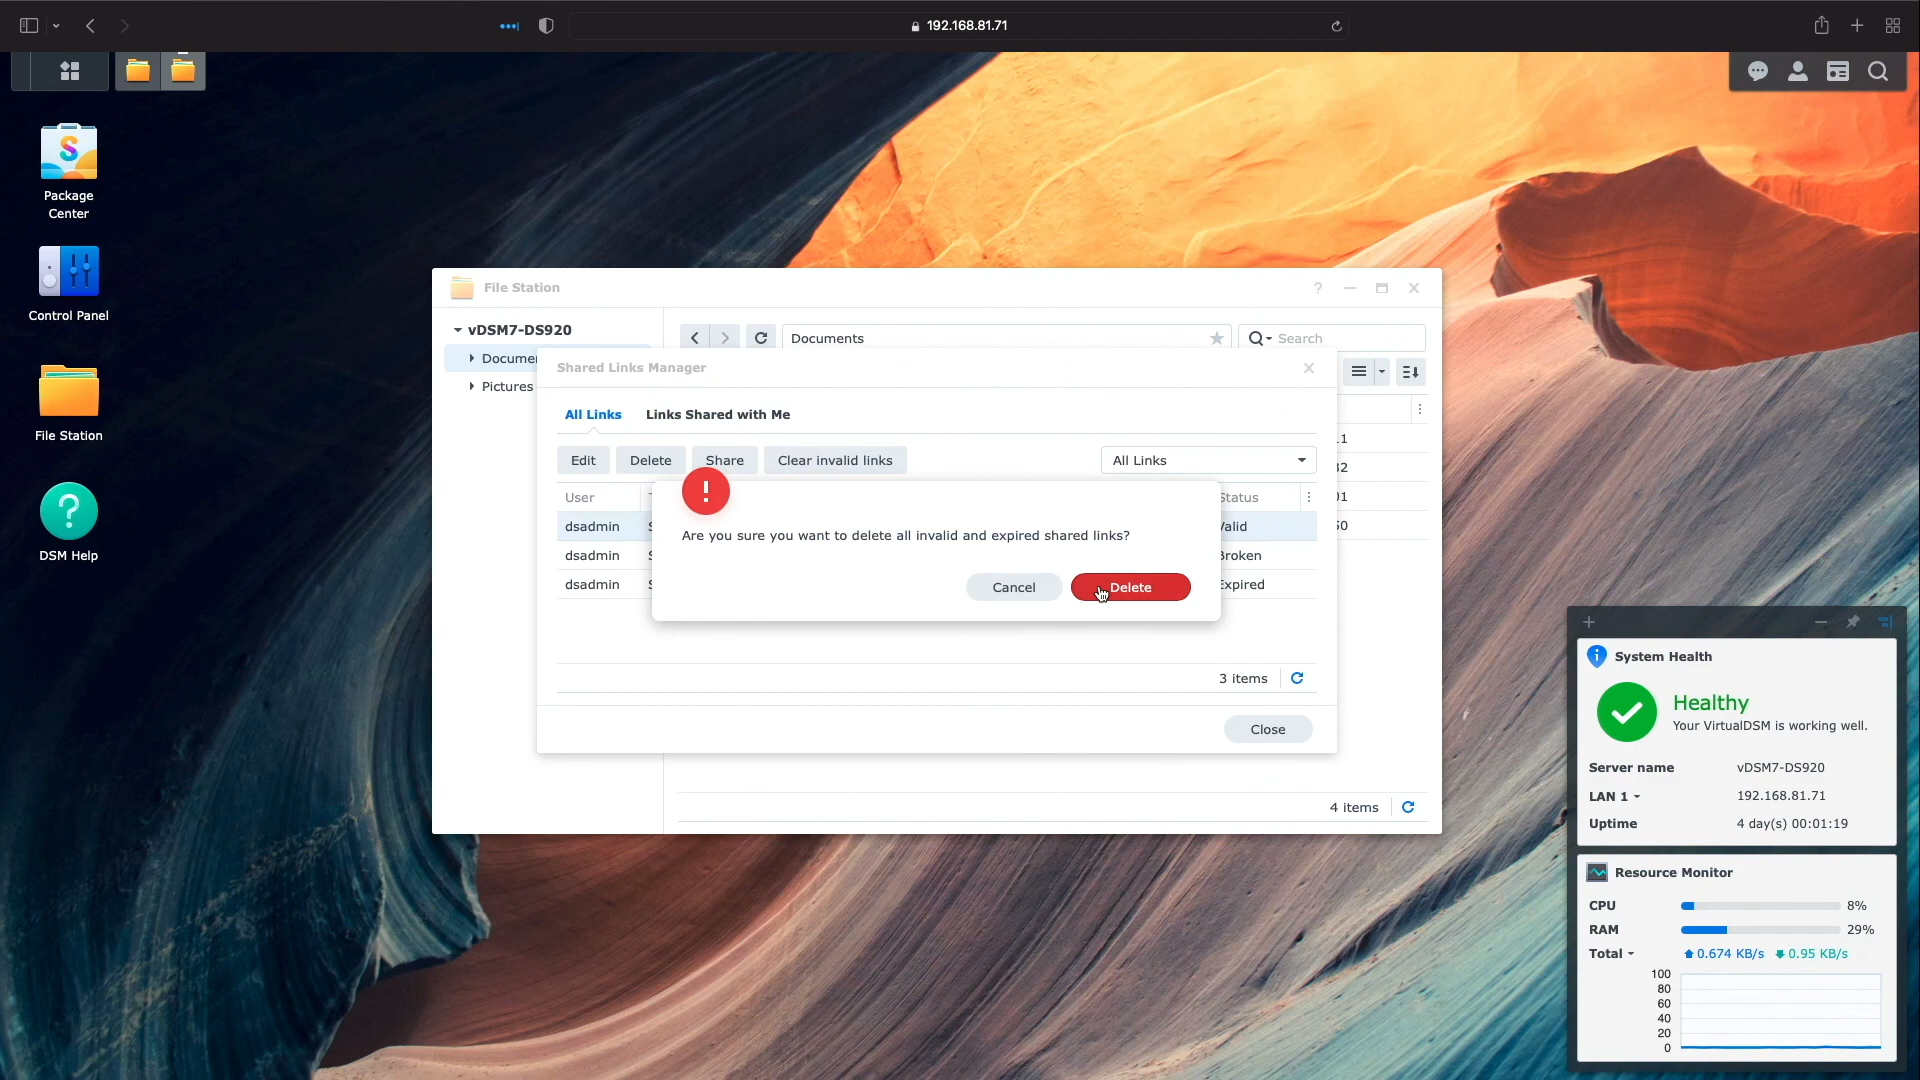 192.168.81.71
Package
Center
Control Panel
File Station
DSM Help
File Station
vDSM7-DS920
Pictures
Documents
Search
Shared Links Manager
All Links
Links Shared with Me
Edit
Delete
Share
Clear invalid links
All Links
User
Status
dsadmin
Valid
dsadmin
Broken
dsadmin
Expired
Are you sure you want to delete all invalid and expired shared links?
Cancel
Delete
3 items
Close
4 items
System Health
Healthy
Your VirtualDSM is working well.
Server name vDSM7-DS920
LAN 1 192.168.81.71
Uptime 4 day(s) 00:01:19
Resource Monitor
CPU 8%
RAM 29%
Total 0.674 KB/s 0.95 KB/s
100
80
60
40
20
0